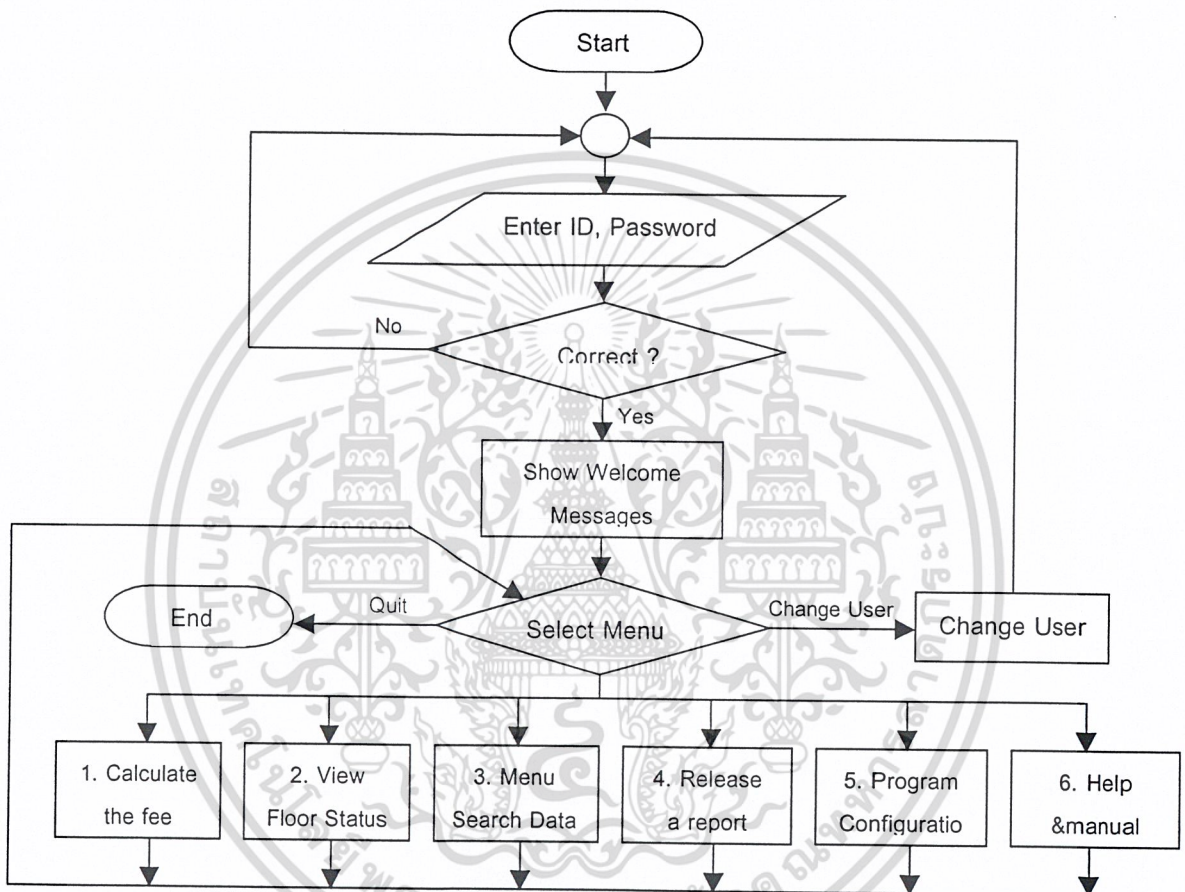 Start
Enter ID, Password
No
Correct ?
Yes
Show Welcome
Messages
End
Quit
Select Menu
Change User
Change User
1. Calculate
the fee
2. View
Floor Status
3. Menu
Search Data
4. Release
a report
5. Program
Configuratio
6. Help
&manual